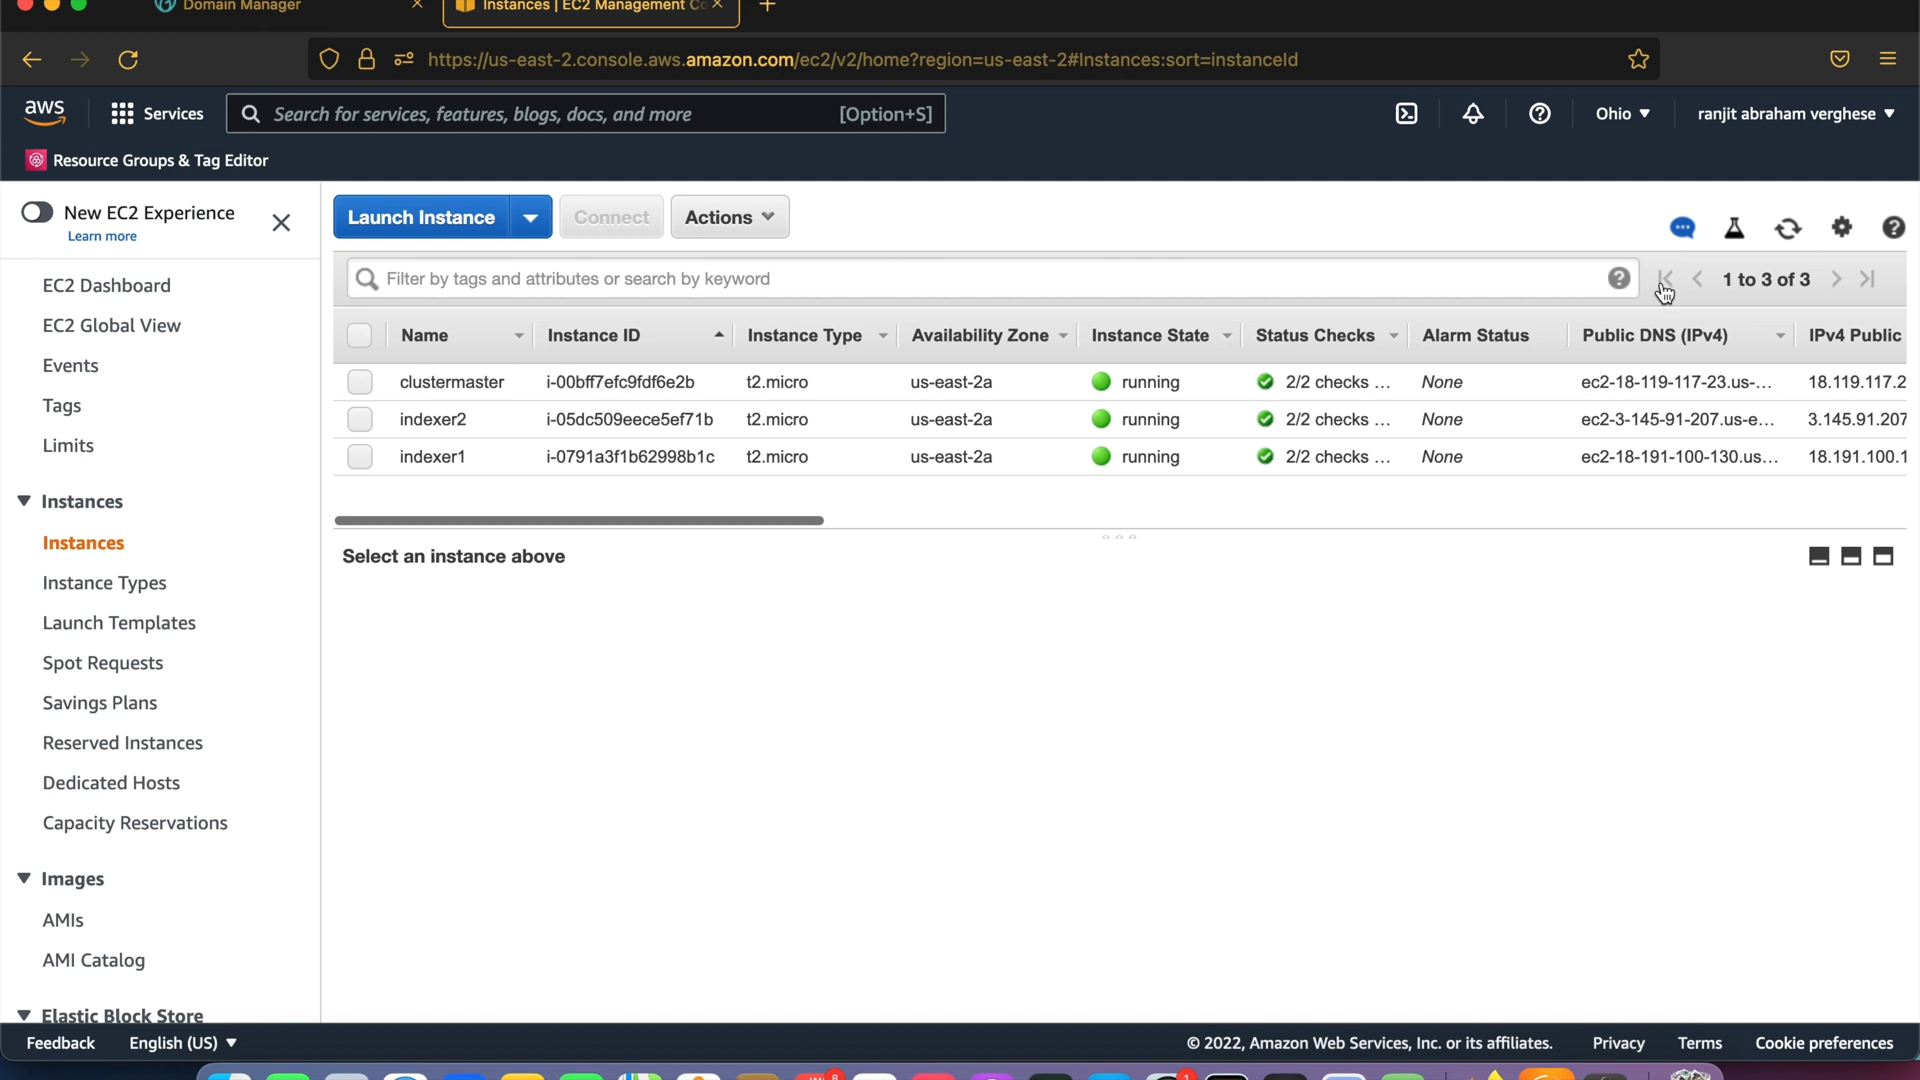 Domain Manager
Instances | EC2 Management Co
https://us-east-2.console.aws.amazon.com/ec2/v2/home?region=us-east-2#Instances:sort=instanceId
aws
Services
Search for services, features, blogs, docs, and more
[Option+S]
Ohio
ranjit abraham verghese
Resource Groups & Tag Editor
New EC2 Experience
Learn more
EC2 Dashboard
EC2 Global View
Events
Tags
Limits
Instances
Instances
Instance Types
Launch Templates
Spot Requests
Savings Plans
Reserved Instances
Dedicated Hosts
Capacity Reservations
Images
AMIs
AMI Catalog
Elastic Block Store
Launch Instance
Connect
Actions
Filter by tags and attributes or search by keyword
1 to 3 of 3
Name Instance ID Instance Type Availability Zone Instance State Status Checks Alarm Status Public DNS (IPv4) IPv4 Public
clustermaster i-00bff7efc9fdf6e2b t2.micro us-east-2a running 2/2 checks ... None ec2-18-119-117-23.us-... 18.119.117.2
indexer2 i-05dc509eece5ef71b t2.micro us-east-2a running 2/2 checks ... None ec2-3-145-91-207.us-e... 3.145.91.207
indexer1 i-0791a3f1b62998b1c t2.micro us-east-2a running 2/2 checks ... None ec2-18-191-100-130.us... 18.191.100.1
Select an instance above
Feedback
English (US)
© 2022, Amazon Web Services, Inc. or its affiliates.
Privacy
Terms
Cookie preferences
8
1